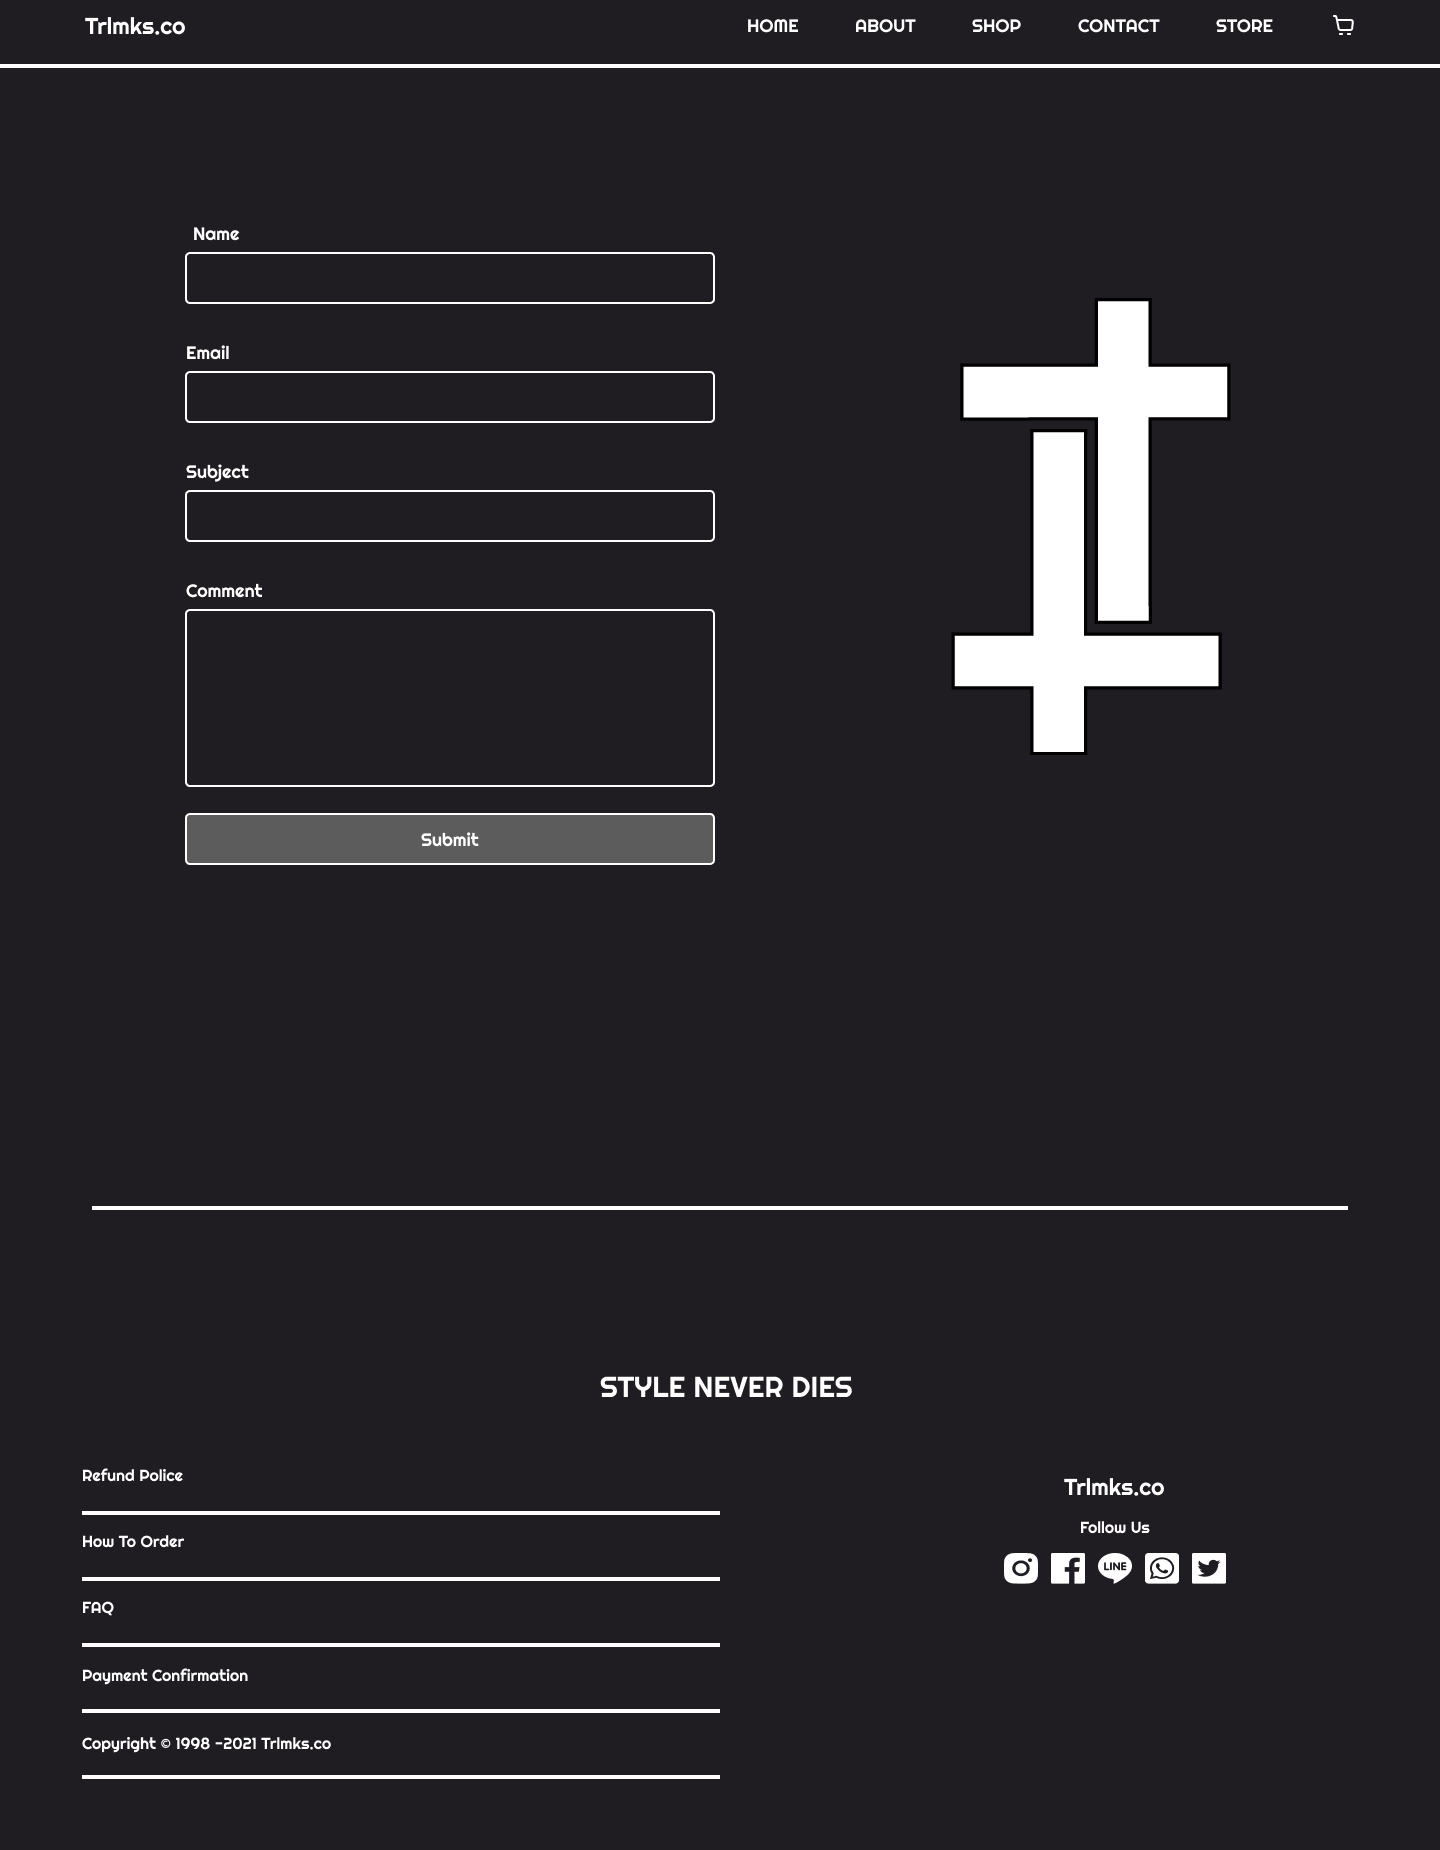 Trlmks.co
HOME ABOUT SHOP CONTACT STORE
Name
Email
Subject
Comment
Submit
STYLE NEVER DIES
Refund Police
How To Order
FAQ
Payment Confirmation
Copyright © 1998 -2021 Trlmks.co
Trlmks.co
Follow Us
LINE